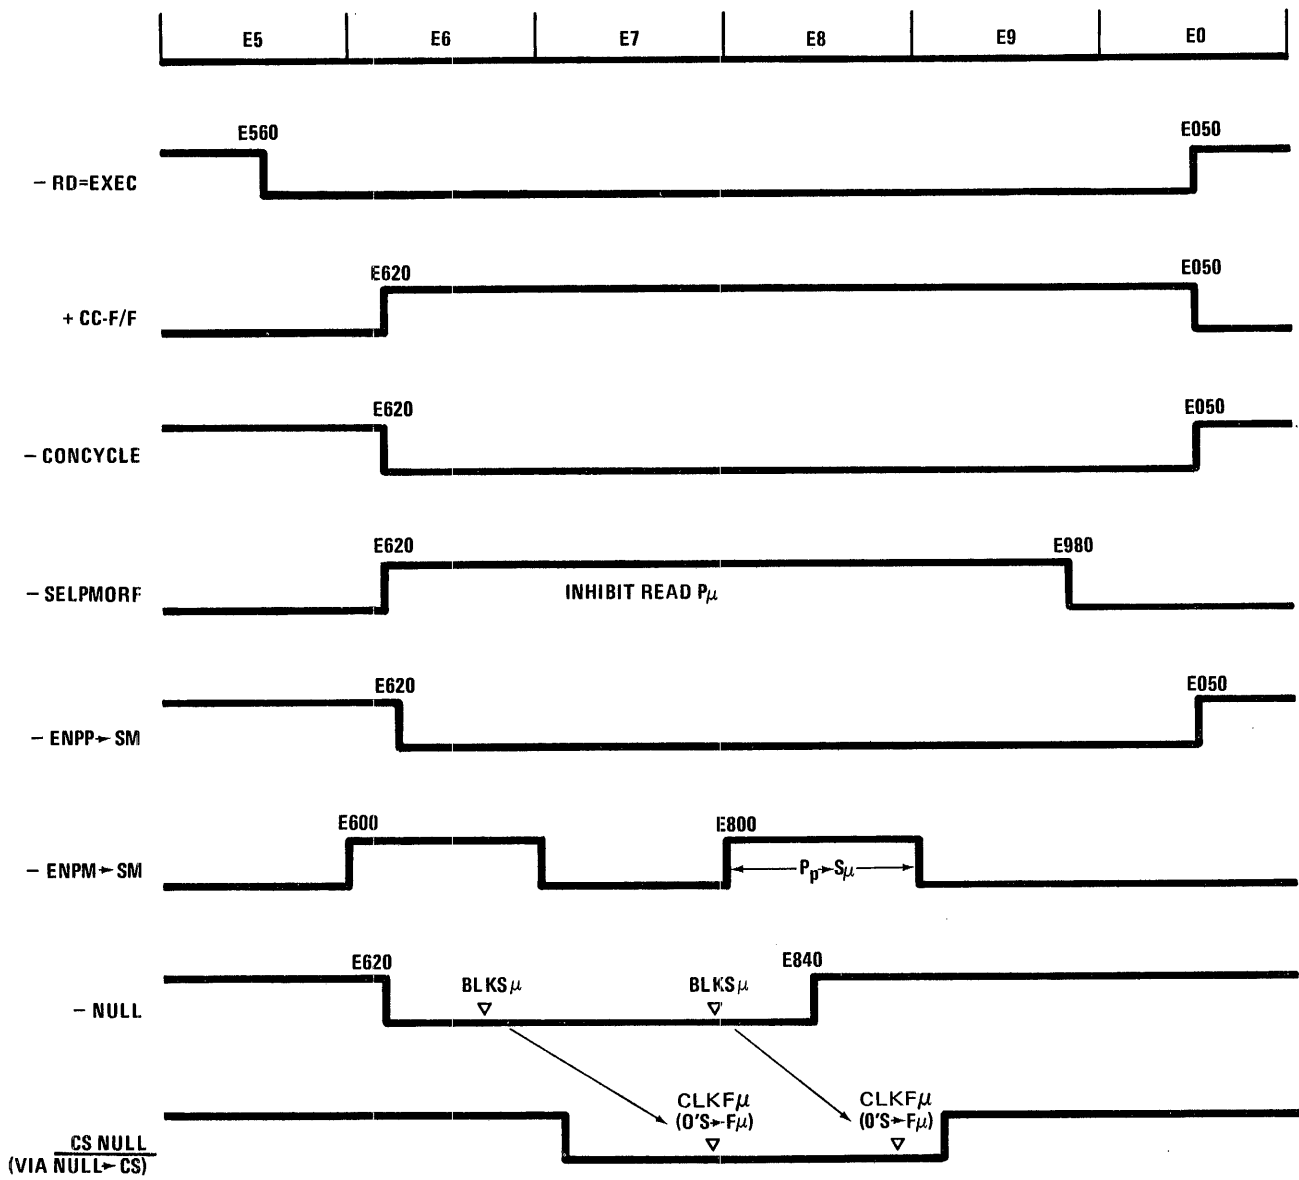 E5 E6 E7 E8 E9 E0
E560 E050
– RD=EXEC
E620 E050
+ CC-F/F
E620 E050
– CONCYCLE
E620 E980
– SELPMORF INHIBIT READ Pμ
E620 E050
– ENPP→SM
E600 E800
– ENPM→SM Pp→Sμ
E620 E840
BLKSμ BLKSμ
– NULL
CLKFμ CLKFμ
(0'S→Fμ) (0'S→Fμ)
CS NULL
(VIA NULL→CS)